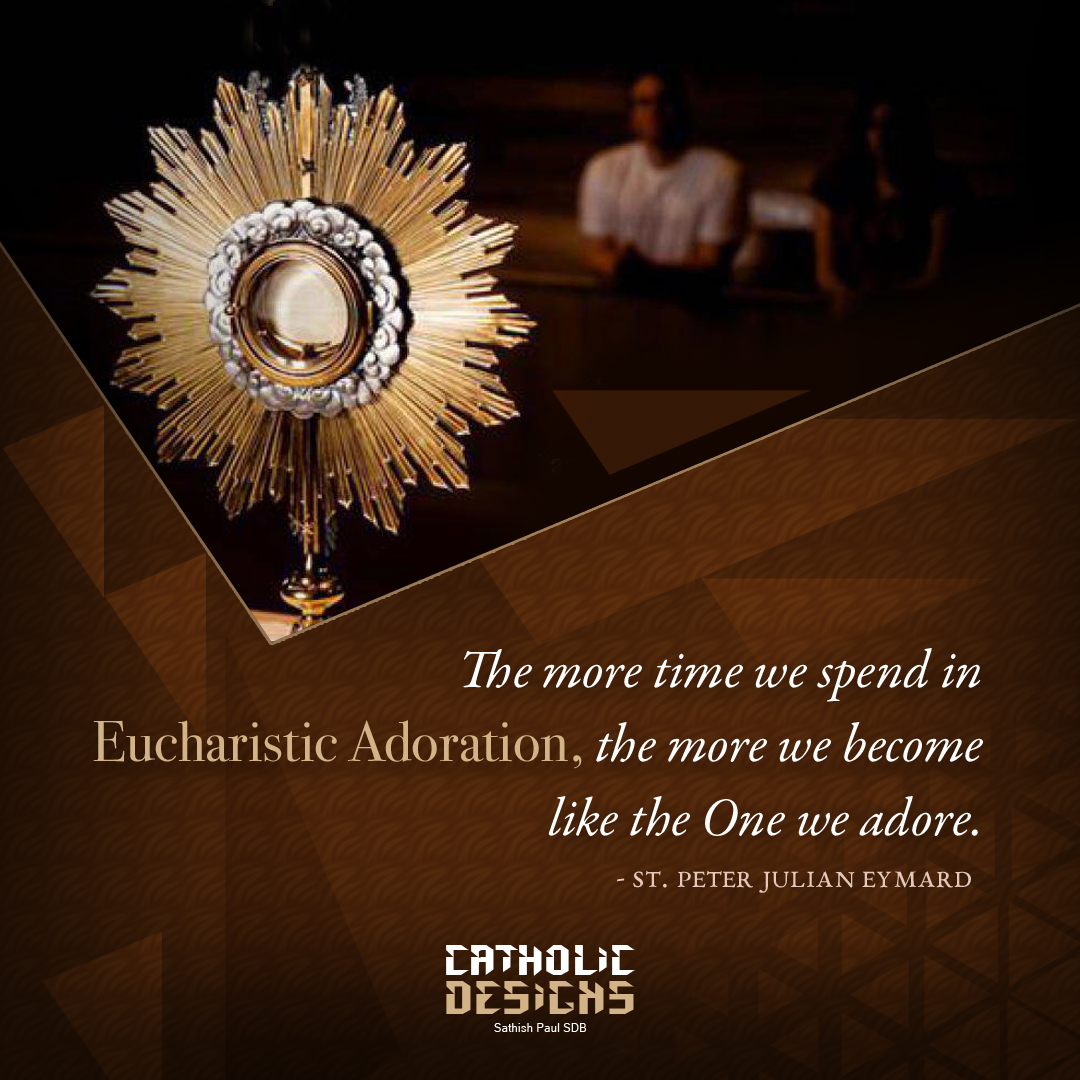 The more time we spend in
Eucharistic Adoration, the more we become
like the One we adore.
- ST. PETER JULIAN EYMARD
CATHOLIC
DESIGNS
Sathish Paul SDB